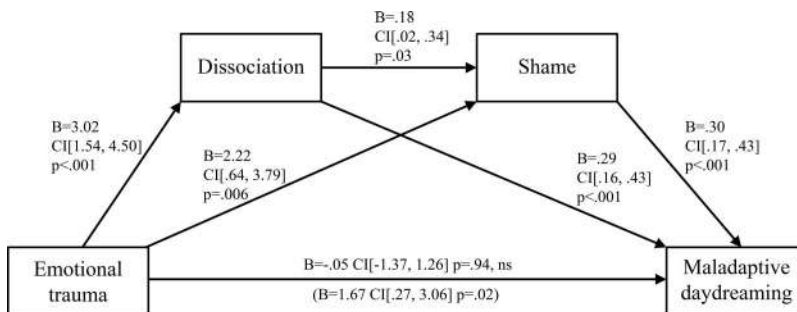 B=.18
CI[.02, .34]
p=.03
Dissociation
Shame
B=3.02
CI[1.54, 4.50]
p<.001
B=2.22
CI[.64, 3.79]
p=.006
B=.29
CI[.16, .43]
p<.001
B=.30
CI[.17, .43]
p<.001
Emotional
trauma
B=-.05 CI[-1.37, 1.26] p=.94, ns
(B=1.67 CI[.27, 3.06] p=.02)
Maladaptive
daydreaming